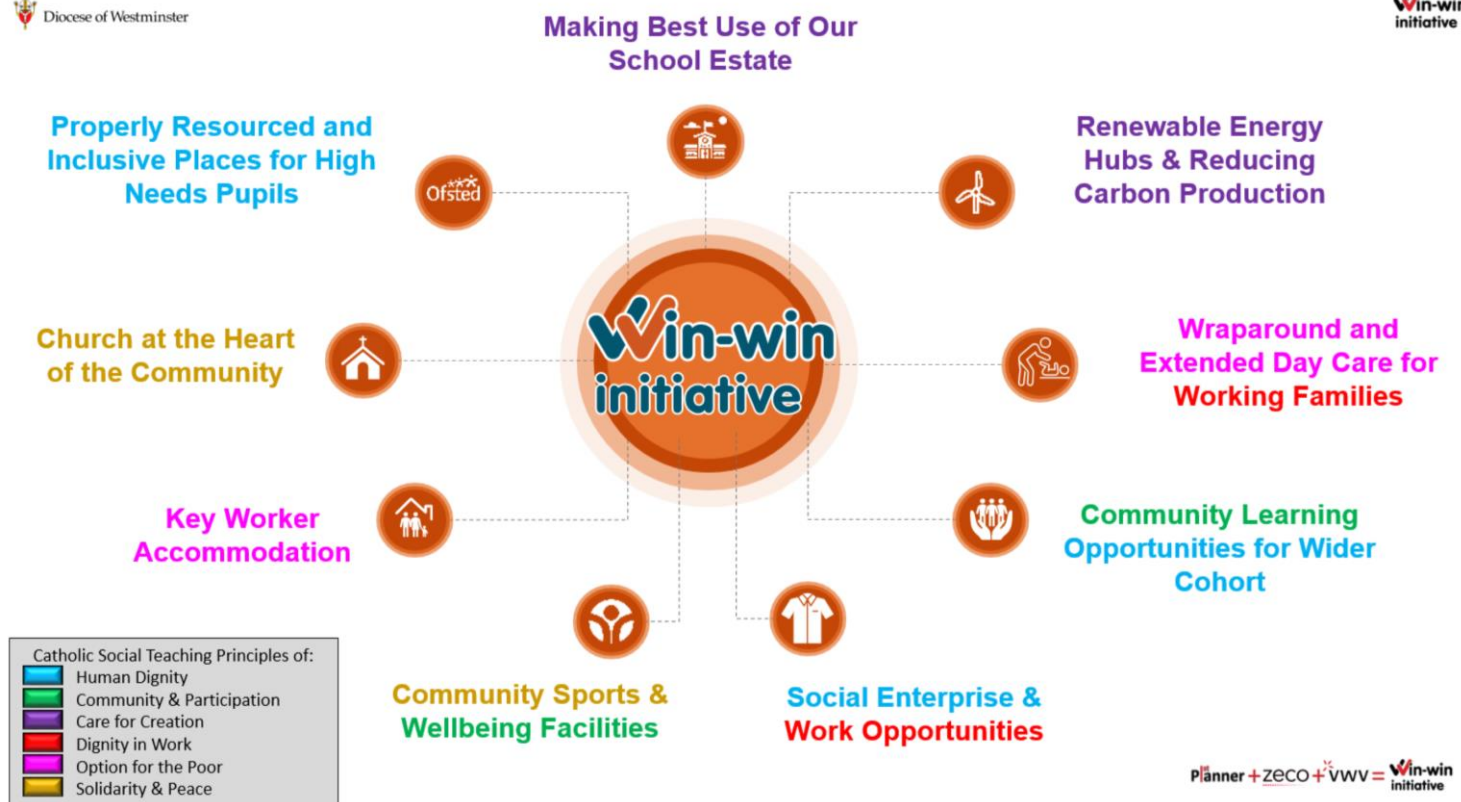 Diocese of Westminster
Win-win
initiative
Making Best Use of Our
School Estate
Properly Resourced and
Inclusive Places for High
Needs Pupils
Ofsted
Renewable Energy
Hubs & Reducing
Carbon Production
Church at the Heart
of the Community
Win-win
initiative
Wraparound and
Extended Day Care for
Working Families
Key Worker
Accommodation
Community Learning
Opportunities for Wider
Cohort
Community Sports &
Wellbeing Facilities
Social Enterprise &
Work Opportunities
Catholic Social Teaching Principles of:
Human Dignity
Community & Participation
Care for Creation
Dignity in Work
Option for the Poor
Solidarity & Peace
Planner + zeco + vwv = Win-win
initiative